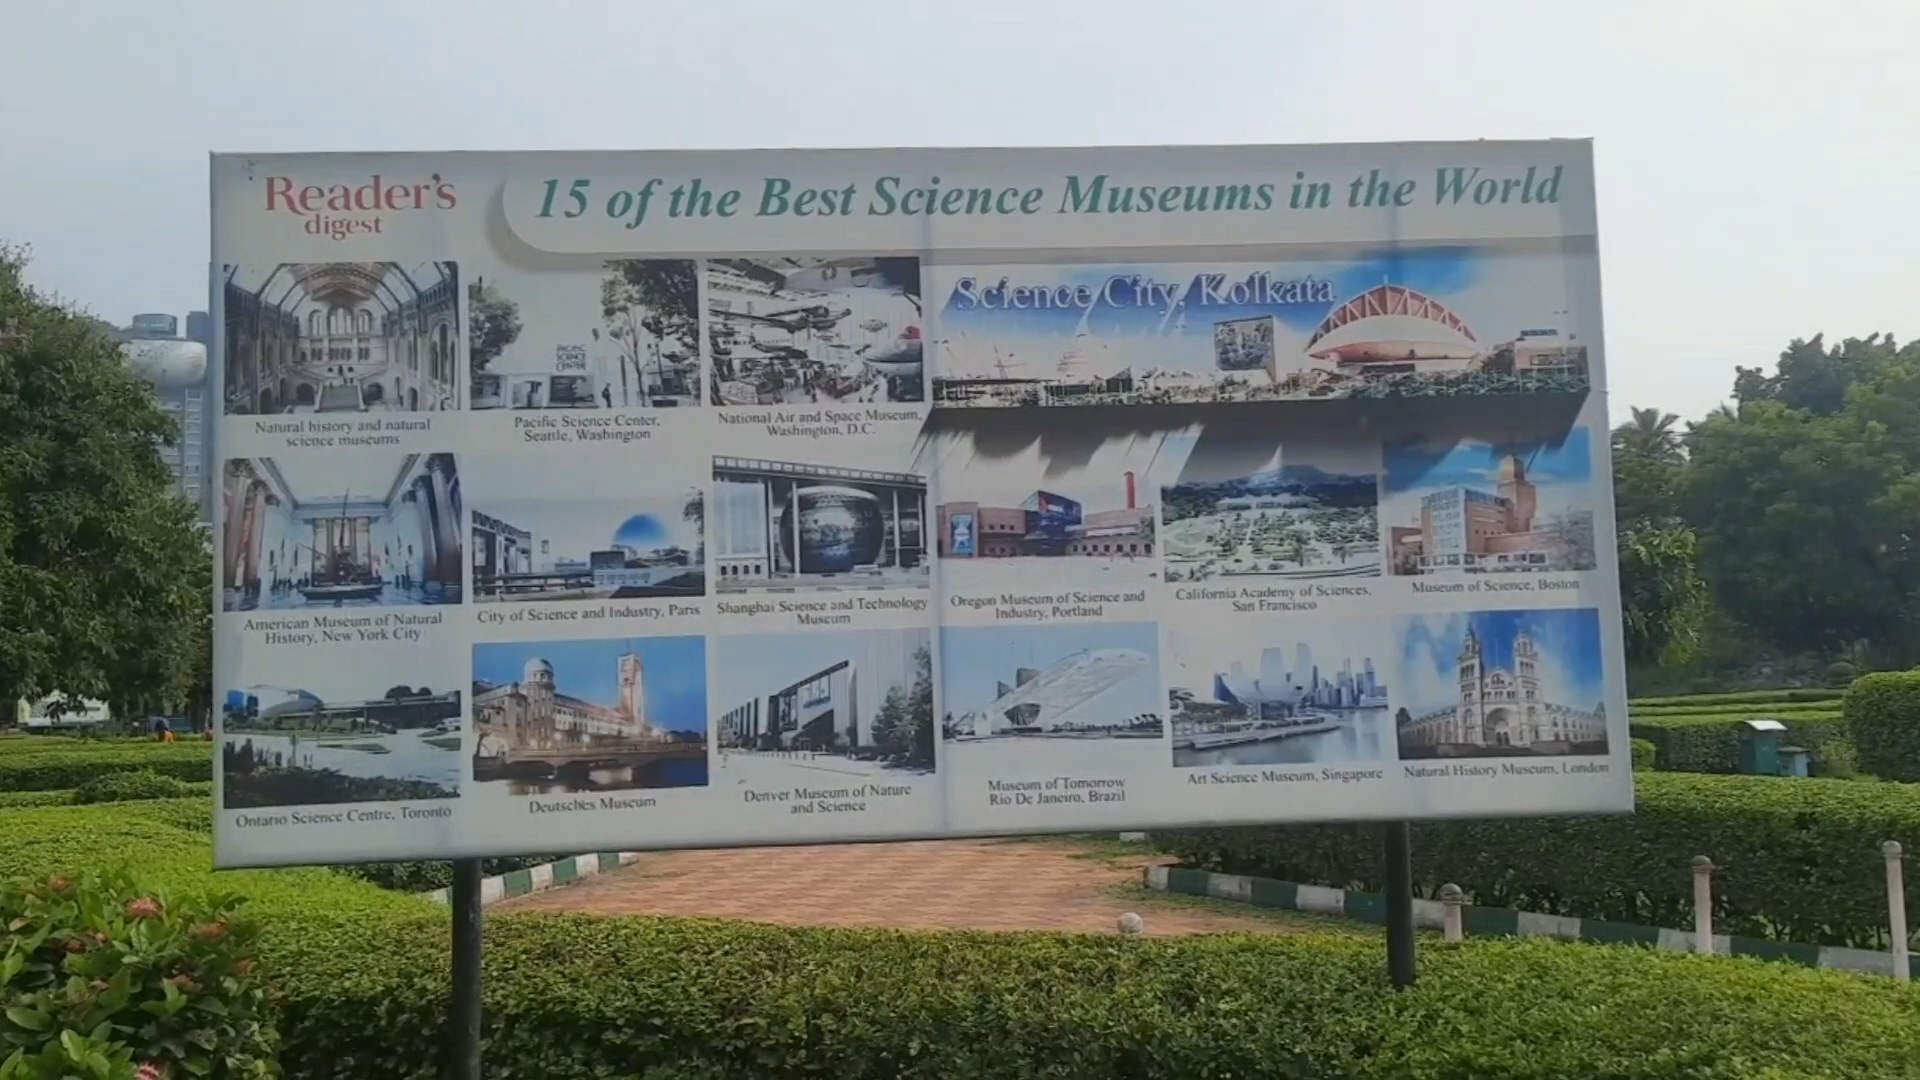 Reader's
digest
15 of the Best Science Museums in the World
Science City, Kolkata
PACIFIC
SCIENCE
CENTER
Natural history and natural
science museums
Pacific Science Center,
Seattle, Washington
National Air and Space Museum,
Washington, D.C.
American Museum of Natural
History, New York City
City of Science and Industry, Paris
Shanghai Science and Technology
Museum
Oregon Museum of Science and
Industry, Portland
California Academy of Sciences,
San Francisco
Museum of Science, Boston
Ontario Science Centre, Toronto
Deutsches Museum
Denver Museum of Nature
and Science
Museum of Tomorrow
Rio De Janeiro, Brazil
Art Science Museum, Singapore
Natural History Museum, London